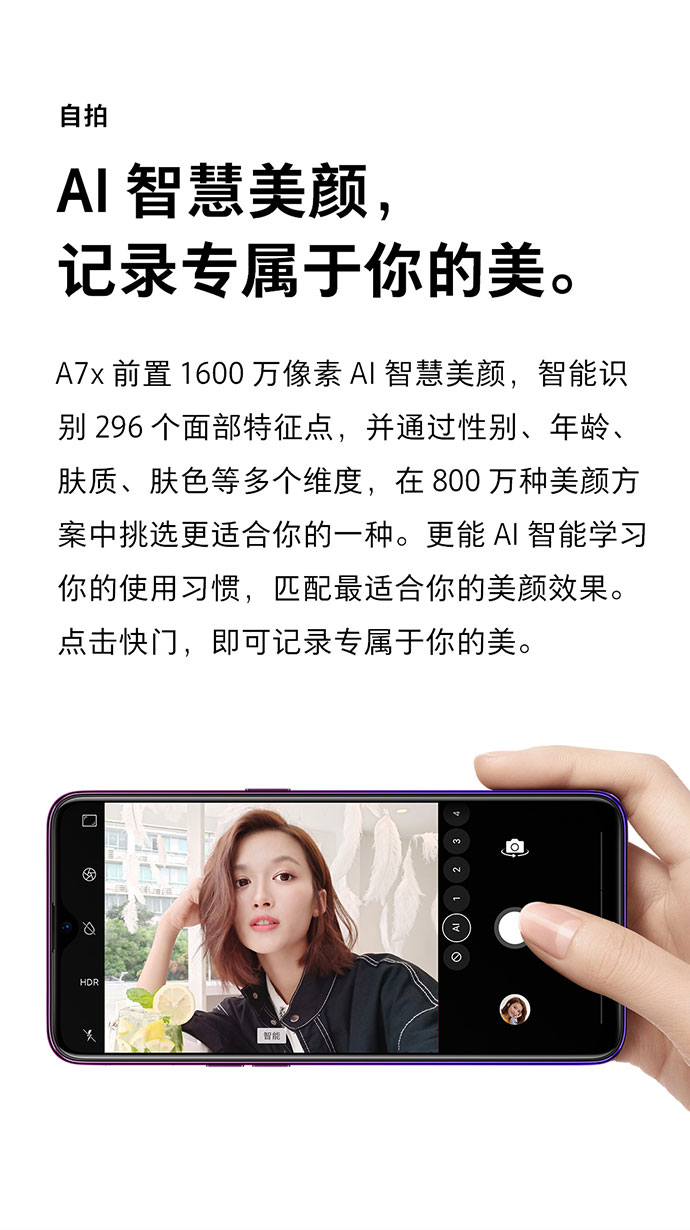 自拍
AI 智慧美颜，
记录专属于你的美。
A7x 前置 1600 万像素 AI 智慧美颜，智能识
别 296 个面部特征点，并通过性别、年龄、
肤质、肤色等多个维度，在 800 万种美颜方
案中挑选更适合你的一种。更能 AI 智能学习
你的使用习惯，匹配最适合你的美颜效果。
点击快门，即可记录专属于你的美。
4
3
2
1
AI
HDR
智能